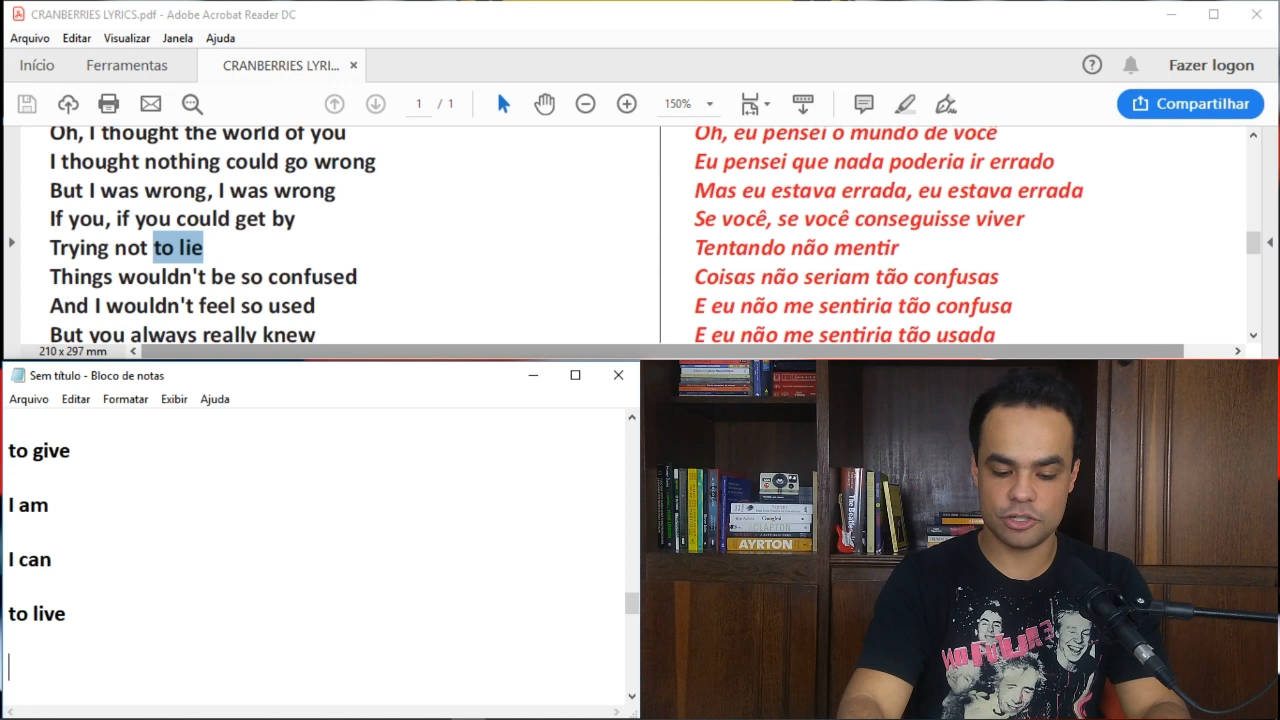 CRANBERRIES LYRICS.pdf - Adobe Acrobat Reader DC
Arquivo Editar Visualizar Janela Ajuda
Início Ferramentas CRANBERRIES LYRI... × Fazer logon
1 / 1 150% Compartilhar
Oh, I thought the world of you
I thought nothing could go wrong
But I was wrong, I was wrong
If you, if you could get by
Trying not to lie
Things wouldn't be so confused
And I wouldn't feel so used
But you always really knew
Oh, eu pensei o mundo de você
Eu pensei que nada poderia ir errado
Mas eu estava errada, eu estava errada
Se você, se você conseguisse viver
Tentando não mentir
Coisas não seriam tão confusas
E eu não me sentiria tão confusa
E eu não me sentiria tão usada
210 x 297 mm
Sem título - Bloco de notas
Arquivo Editar Formatar Exibir Ajuda
to give
I am
I can
to live
The Beatles
Google
CLAPTON
AYRTON
NO FUTURE